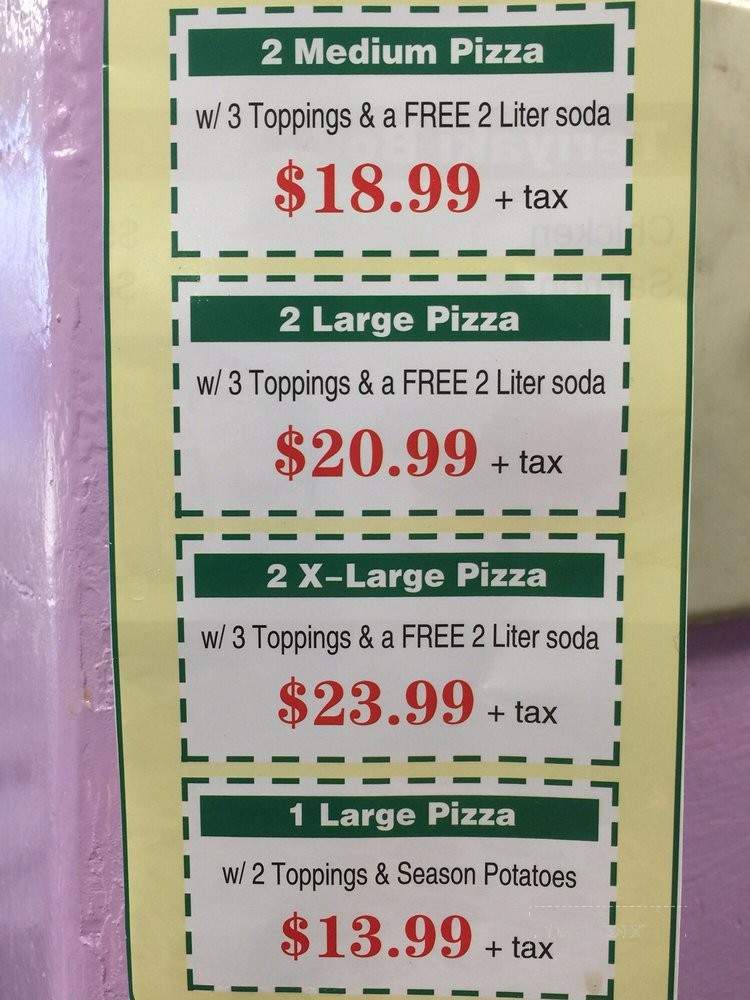 2 Medium Pizza
w/ 3 Toppings & a FREE 2 Liter soda
$18.99 + tax
2 Large Pizza
w/ 3 Toppings & a FREE 2 Liter soda
$20.99 + tax
2 X-Large Pizza
w/ 3 Toppings & a FREE 2 Liter soda
$23.99 + tax
1 Large Pizza
w/ 2 Toppings & Season Potatoes
$13.99 + tax